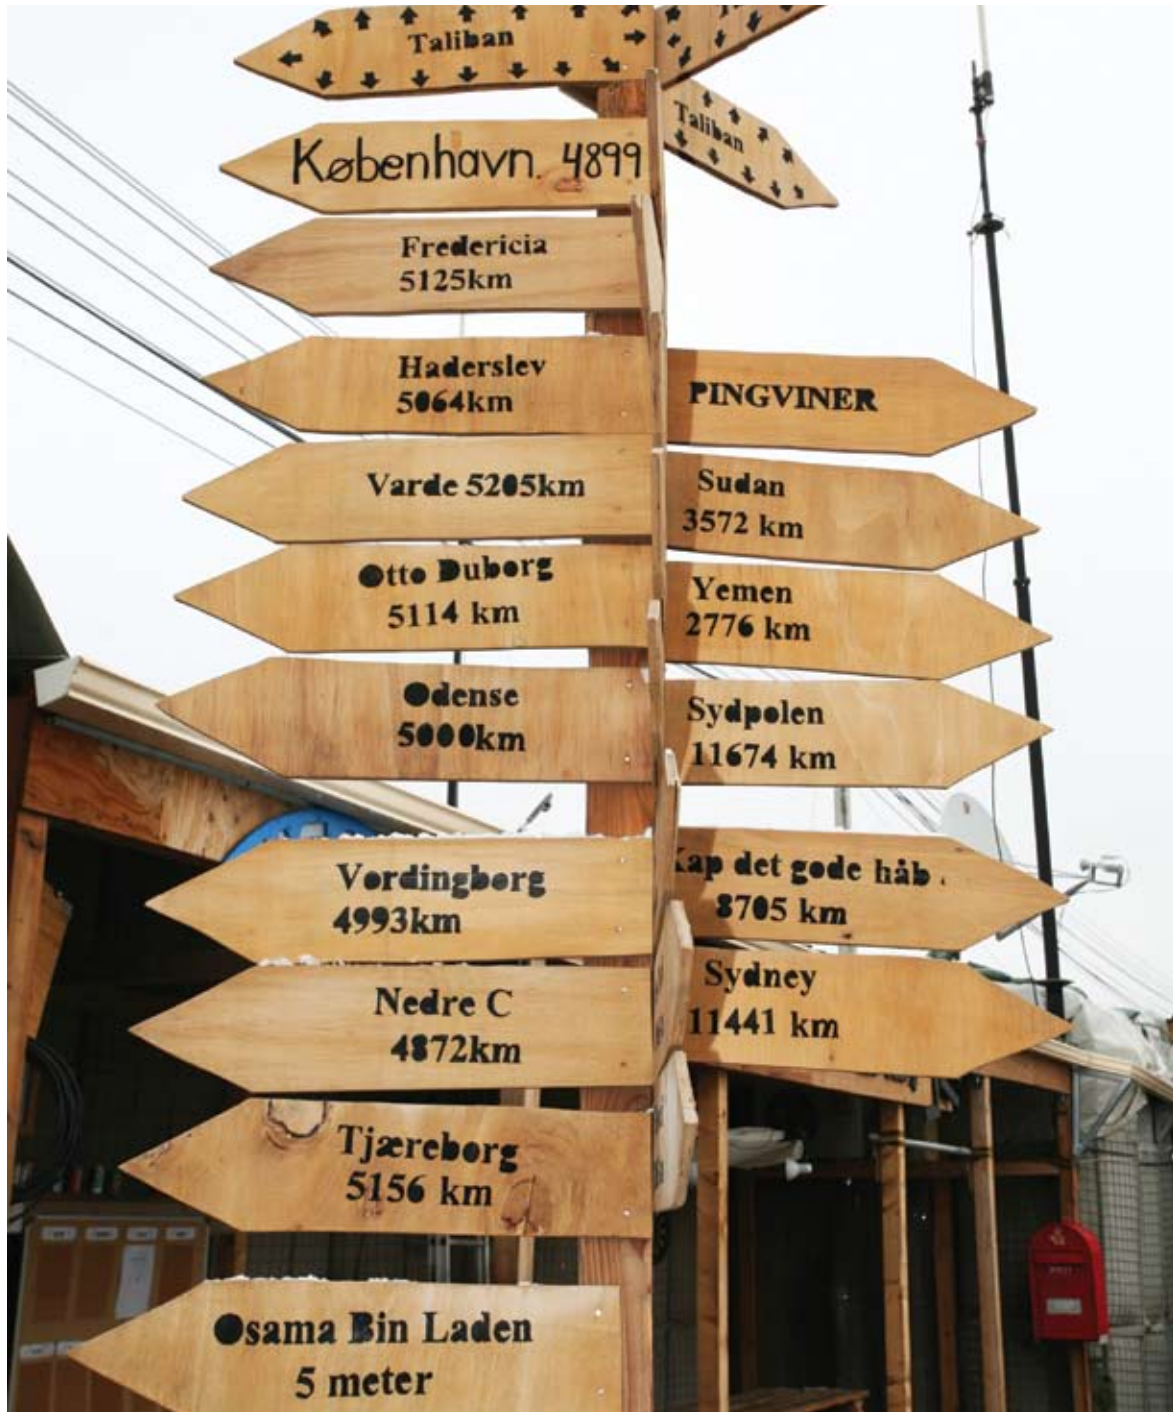 Taliban
Taliban
København. 4899
Fredericia
5125km
Haderslev
5064km
PINGVINER
Varde 5205km
Sudan
3572 km
Otto Duborg
5114 km
Yemen
2776 km
Odense
5000km
Sydpolen
11674 km
Vordingborg
4993km
Kap det gode håb
8705 km
Nedre C
4872km
Sydney
11441 km
Tjæreborg
5156 km
Osama Bin Laden
5 meter